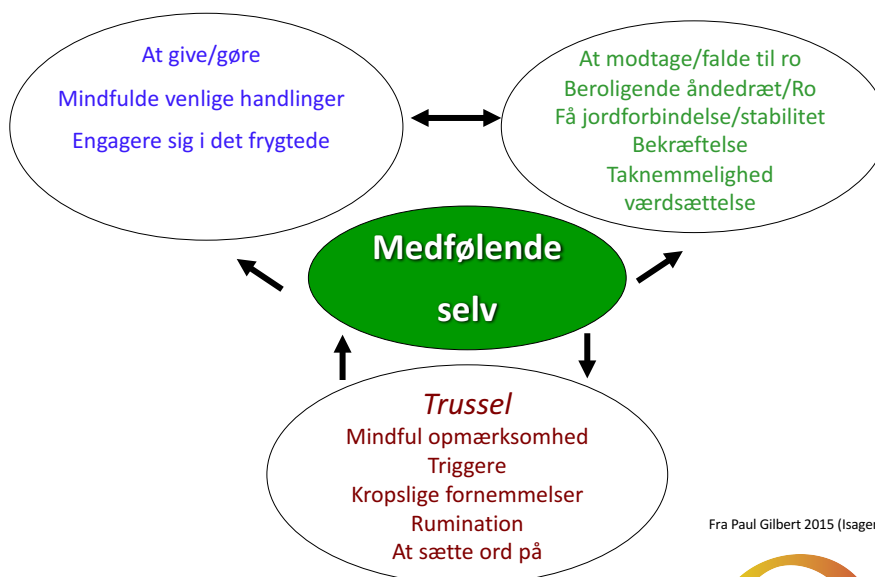 At give/gøre
Mindfulde venlige handlinger
Engagere sig i det frygtede
At modtage/falde til ro
Beroligende åndedræt/Ro
Få jordforbindelse/stabilitet
Bekræftelse
Taknemmelighed
værdsættelse
Medfølende
selv
Trussel
Mindful opmærksomhed
Triggere
Kropslige fornemmelser
Rumination
At sætte ord på
Fra Paul Gilbert 2015 (Isager